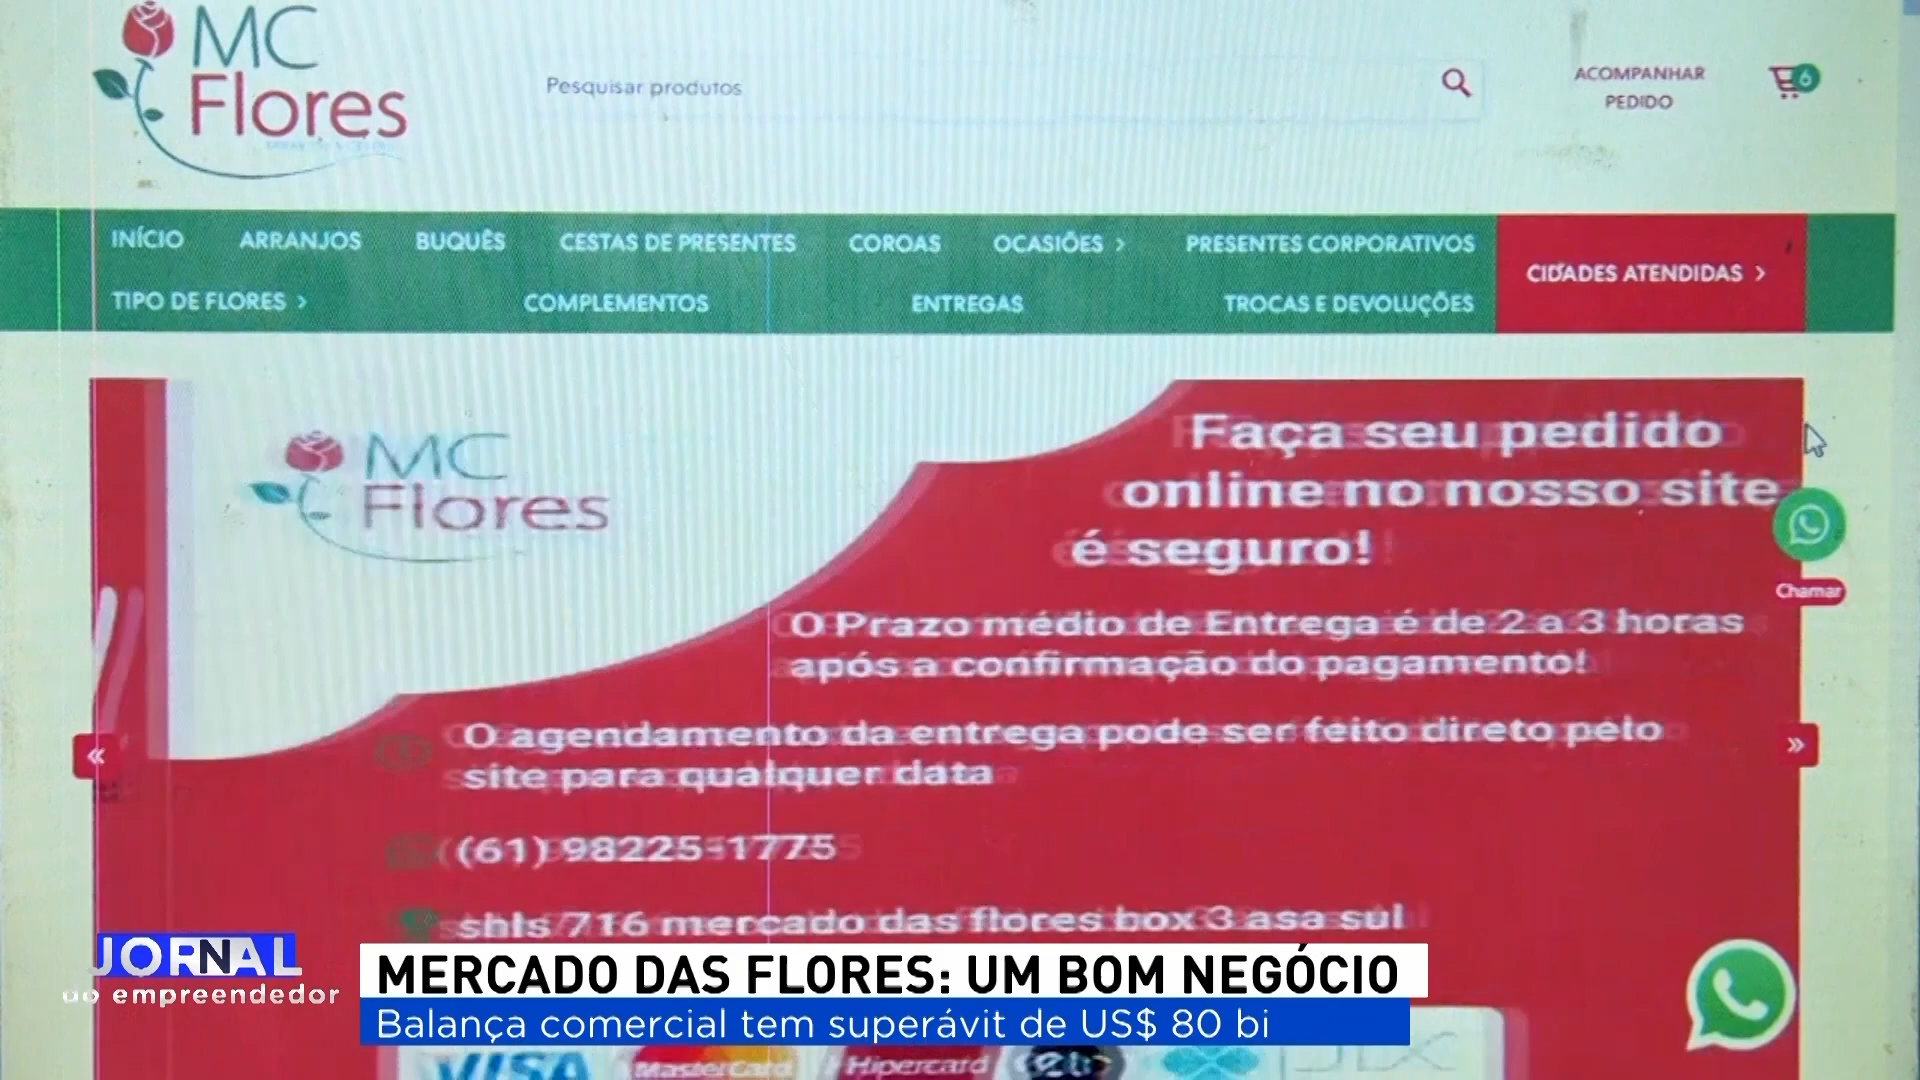 MC
Flores
Pesquisar produtos
ACOMPANHAR
PEDIDO
6
INÍCIO ARRANJOS BUQUÊS CESTAS DE PRESENTES COROAS OCASIÕES > PRESENTES CORPORATIVOS
CIDADES ATENDIDAS >
TIPO DE FLORES > COMPLEMENTOS ENTREGAS TROCAS E DEVOLUÇÕES
MC
Flores
Faça seu pedido
online no nosso site
é seguro!
Chamar
O Prazo médio de Entrega é de 2 a 3 horas
após a confirmação do pagamento!
O agendamento da entrega pode ser feito direto pelo
site para qualquer data
« »
(61) 98225-1775
shls 716 mercado das flores box 3 asa sul
JORNAL
do empreendedor
MERCADO DAS FLORES: UM BOM NEGÓCIO
Balança comercial tem superávit de US$ 80 bi
VISA MasterCard Hipercard elo